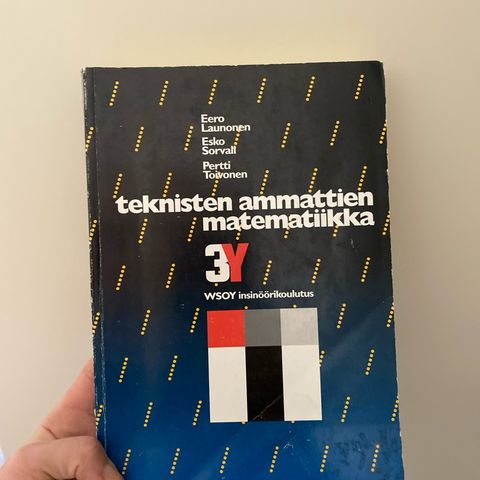 Eero
Launonen
Esko
Sorvali
Pertti
Toivonen
teknisten ammattien
matematiikka
3Y
WSOY insinöörikoulutus